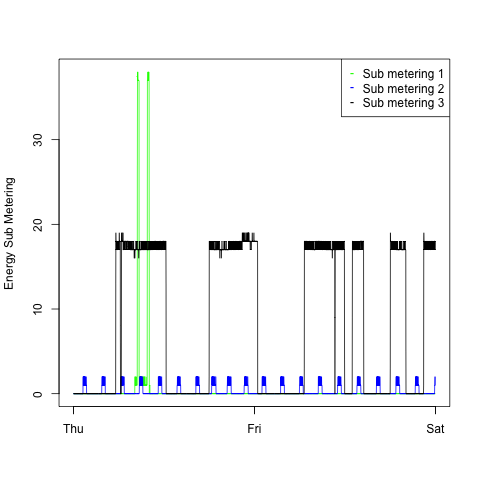 Sub metering 1
Sub metering 2
Sub metering 3
Energy Sub Metering
30
20
10
0
Thu Fri Sat